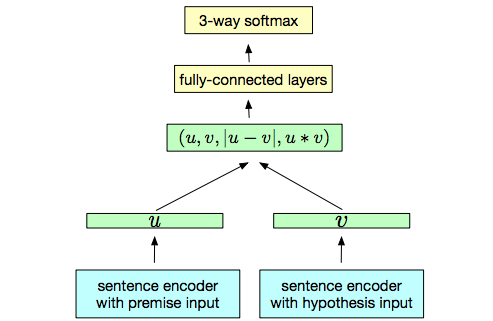 3-way softmax
fully-connected layers
(u, v, |u − v|, u ∗ v)
u
v
sentence encoder
with premise input
sentence encoder
with hypothesis input